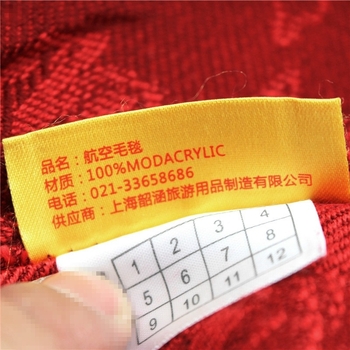 品名：航空毛毯
材质：100%MODACRYLIC
电话：021-33658686
供应商：上海韶涵旅游用品制造有限公司
1 2 3 4
5 6 7 8
9 10 11 12